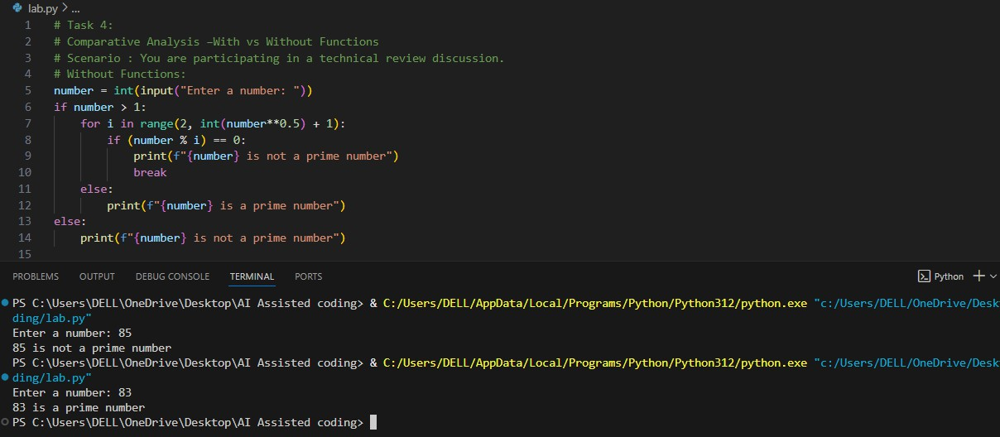 lab.py > ...
1 # Task 4:
2 # Comparative Analysis –With vs Without Functions
3 # Scenario : You are participating in a technical review discussion.
4 # Without Functions:
5 number = int(input("Enter a number: "))
6 if number > 1:
7     for i in range(2, int(number**0.5) + 1):
8         if (number % i) == 0:
9             print(f"{number} is not a prime number")
10             break
11     else:
12         print(f"{number} is a prime number")
13 else:
14     print(f"{number} is not a prime number")
15
PROBLEMS OUTPUT DEBUG CONSOLE TERMINAL PORTS Python
PS C:\Users\DELL\OneDrive\Desktop\AI Assisted coding> & C:/Users/DELL/AppData/Local/Programs/Python/Python312/python.exe "c:/Users/DELL/OneDrive/Desk
ding/lab.py"
Enter a number: 85
85 is not a prime number
PS C:\Users\DELL\OneDrive\Desktop\AI Assisted coding> & C:/Users/DELL/AppData/Local/Programs/Python/Python312/python.exe "c:/Users/DELL/OneDrive/Desk
ding/lab.py"
Enter a number: 83
83 is a prime number
PS C:\Users\DELL\OneDrive\Desktop\AI Assisted coding>